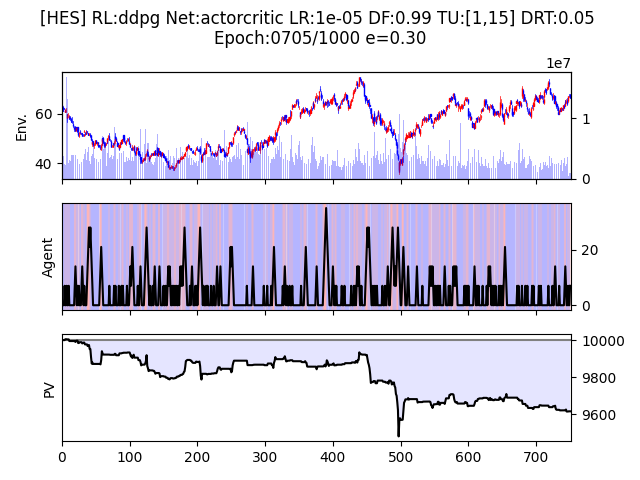 [HES] RL:ddpg Net:actorcritic LR:1e-05 DF:0.99 TU:[1,15] DRT:0.05
Epoch:0705/1000 e=0.30
1e7
Env.
60
40
1
0
Agent
20
0
PV
10000
9800
9600
0 100 200 300 400 500 600 700